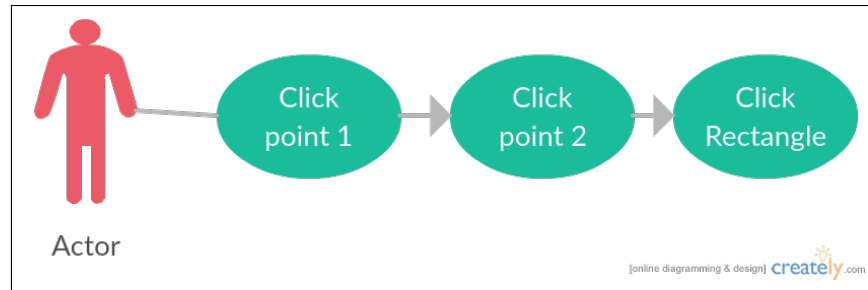 Click
point 1
Click
point 2
Click
Rectangle
Actor
[online diagramming & design] creately.com